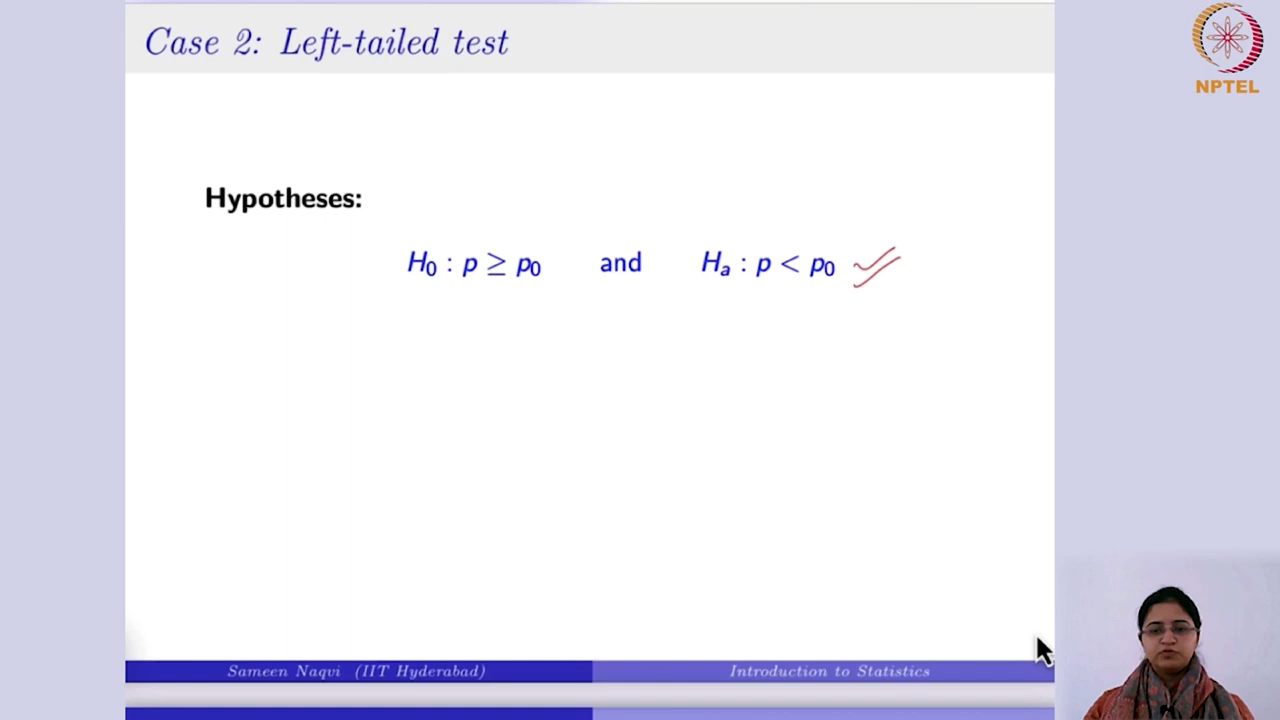 Case 2: Left-tailed test
NPTEL
Hypotheses:
H₀ : p ≥ p₀ and Hₐ : p < p₀
Sameen Naqvi (IIT Hyderabad) Introduction to Statistics